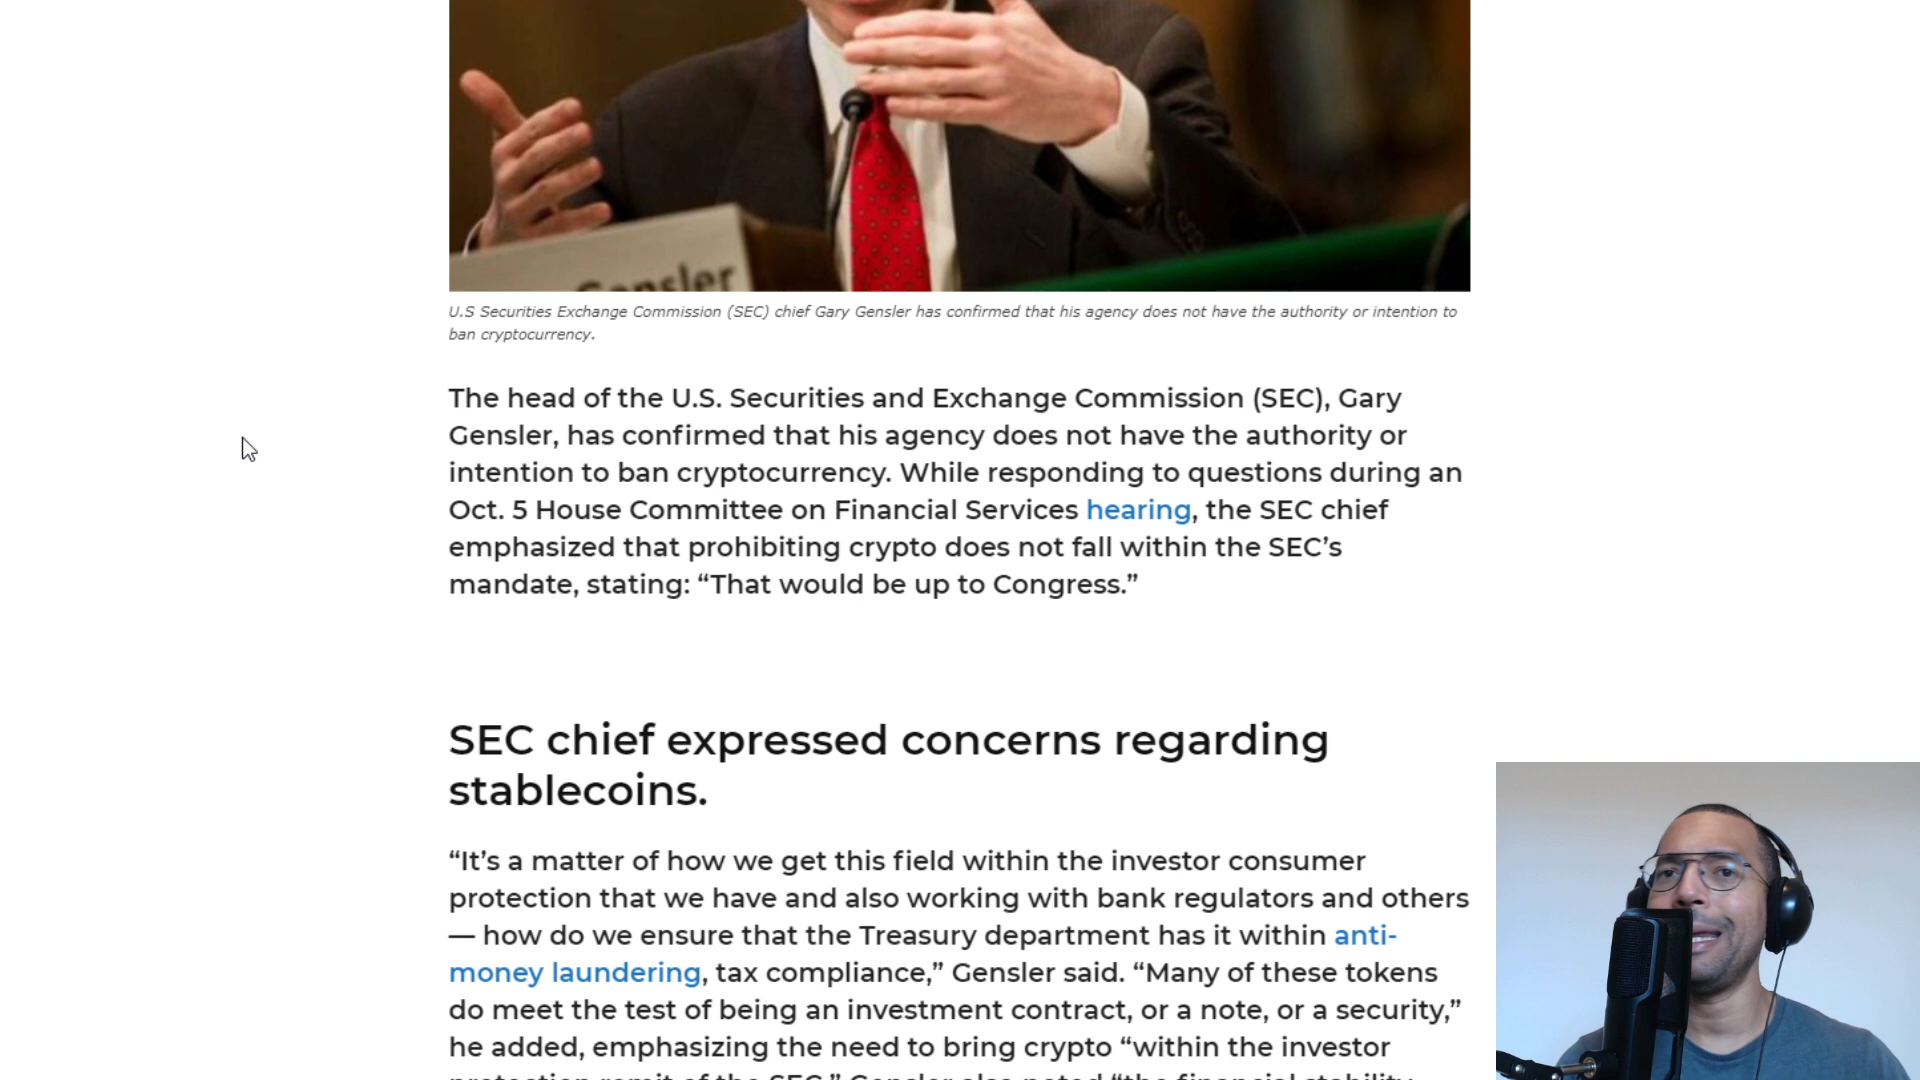 Gensler
U.S Securities Exchange Commission (SEC) chief Gary Gensler has confirmed that his agency does not have the authority or intention to
ban cryptocurrency.
The head of the U.S. Securities and Exchange Commission (SEC), Gary
Gensler, has confirmed that his agency does not have the authority or
intention to ban cryptocurrency. While responding to questions during an
Oct. 5 House Committee on Financial Services hearing, the SEC chief
emphasized that prohibiting crypto does not fall within the SEC’s
mandate, stating: “That would be up to Congress.”
SEC chief expressed concerns regarding
stablecoins.
“It’s a matter of how we get this field within the investor consumer
protection that we have and also working with bank regulators and others
— how do we ensure that the Treasury department has it within anti-
money laundering, tax compliance,” Gensler said. “Many of these tokens
do meet the test of being an investment contract, or a note, or a security,”
he added, emphasizing the need to bring crypto “within the investor
protection remit of the SEC.” Gensler also noted “the financial stability